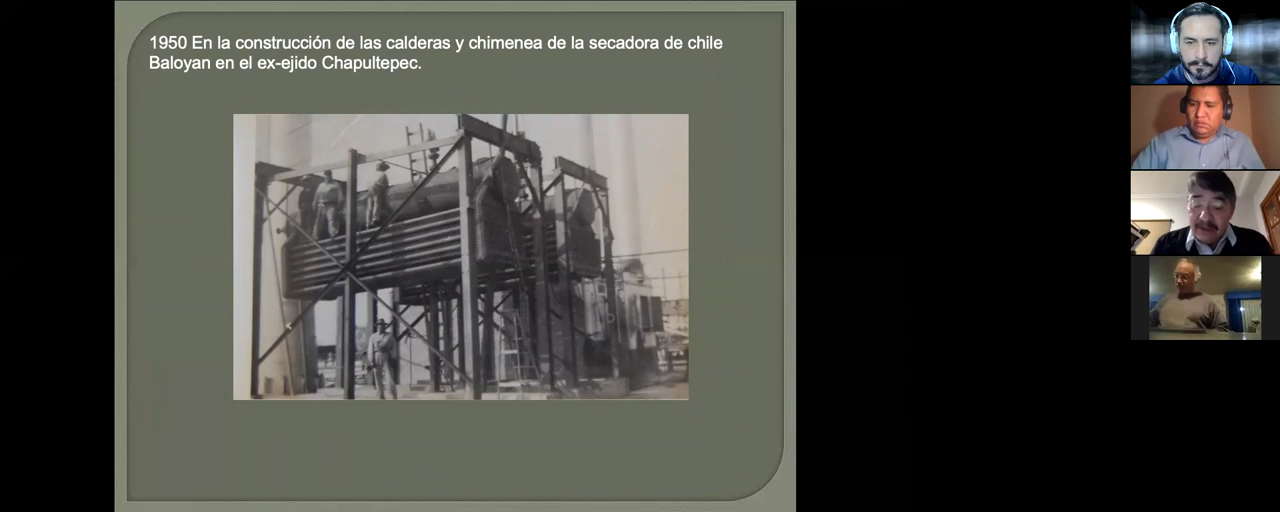 1950 En la construcción de las calderas y chimenea de la secadora de chile
Baloyan en el ex-ejido Chapultepec.